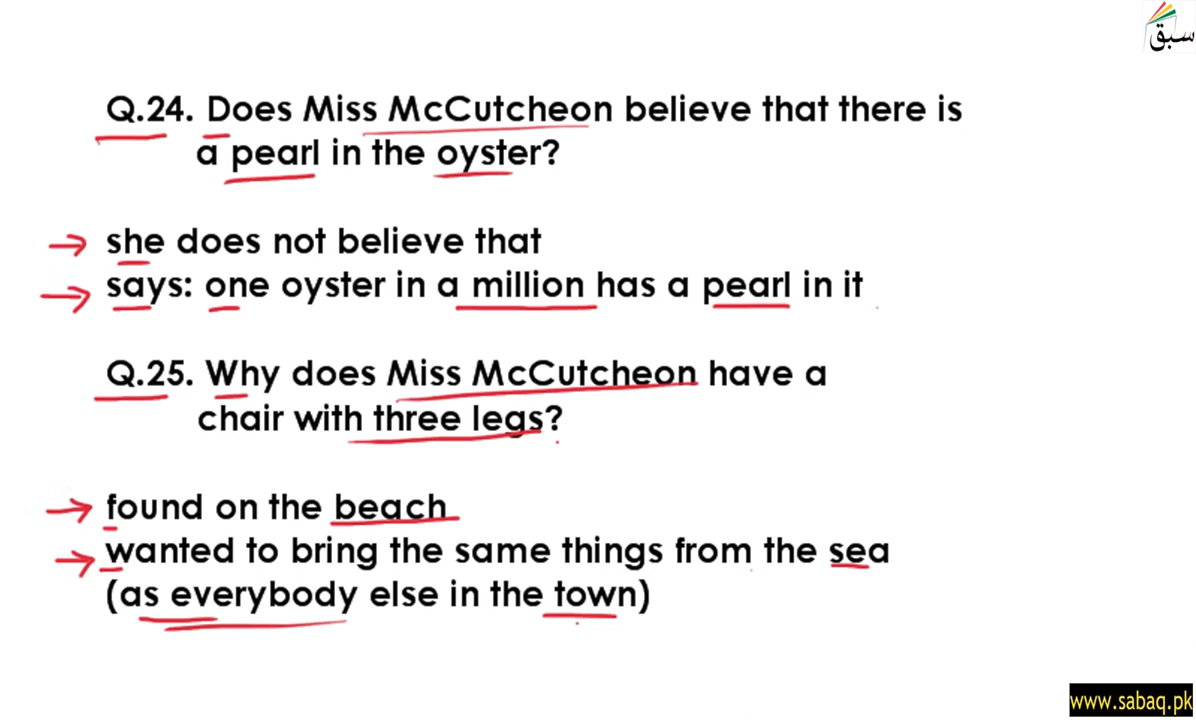 سبق
Q.24. Does Miss McCutcheon believe that there is
a pearl in the oyster?
she does not believe that
says: one oyster in a million has a pearl in it
Q.25. Why does Miss McCutcheon have a
chair with three legs?
found on the beach
wanted to bring the same things from the sea
(as everybody else in the town)
www.sabaq.pk